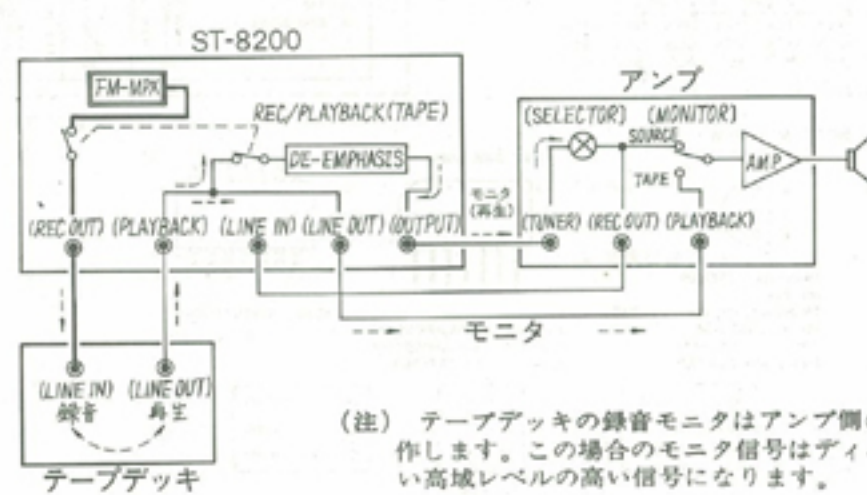 ST-8200
アンプ
FM-MPX
REC/PLAYBACK(TAPE)
(SELECTOR) (MONITOR)
SOURCE
DE-EMPHASIS
AMP
TAPE
モニタ
(再生)
(REC OUT) (PLAYBACK) (LINE IN) (LINE OUT) (OUTPUT)
(TUNER) (REC OUT) (PLAYBACK)
モニタ
(LINE IN) (LINE OUT)
録音 再生
テープデッキ
(注) テープデッキの録音モニタはアンプ側
作します。この場合のモニタ信号はディ
い高域レベルの高い信号になります。